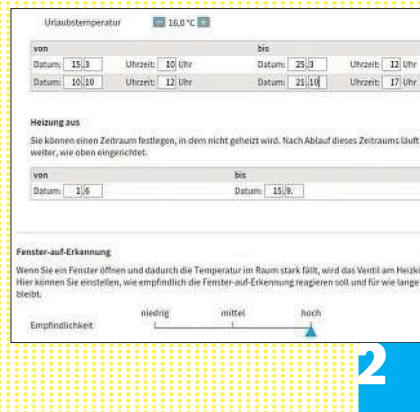 Urlaubstemperatur 16,0 °C
von bis
Datum: 15.3 Uhrzeit: 10 Uhr Datum: 25.3 Uhrzeit: 12 Uhr
Datum: 10.10 Uhrzeit: 12 Uhr Datum: 21.10 Uhrzeit: 17 Uhr
Heizung aus
Sie können einen Zeitraum festlegen, in dem nicht geheizt wird. Nach Ablauf dieses Zeitraums läuft
weiter, wie oben eingerichtet.
von bis
Datum: 1.6 Datum: 15.9.
Fenster-auf-Erkennung
Wenn Sie ein Fenster öffnen und dadurch die Temperatur im Raum stark fällt, wird das Ventil am Heizkö
Hier können Sie einstellen, wie empfindlich die Fenster-auf-Erkennung reagieren soll und für wie lange
bleibt.
niedrig mittel hoch
Empfindlichkeit
2